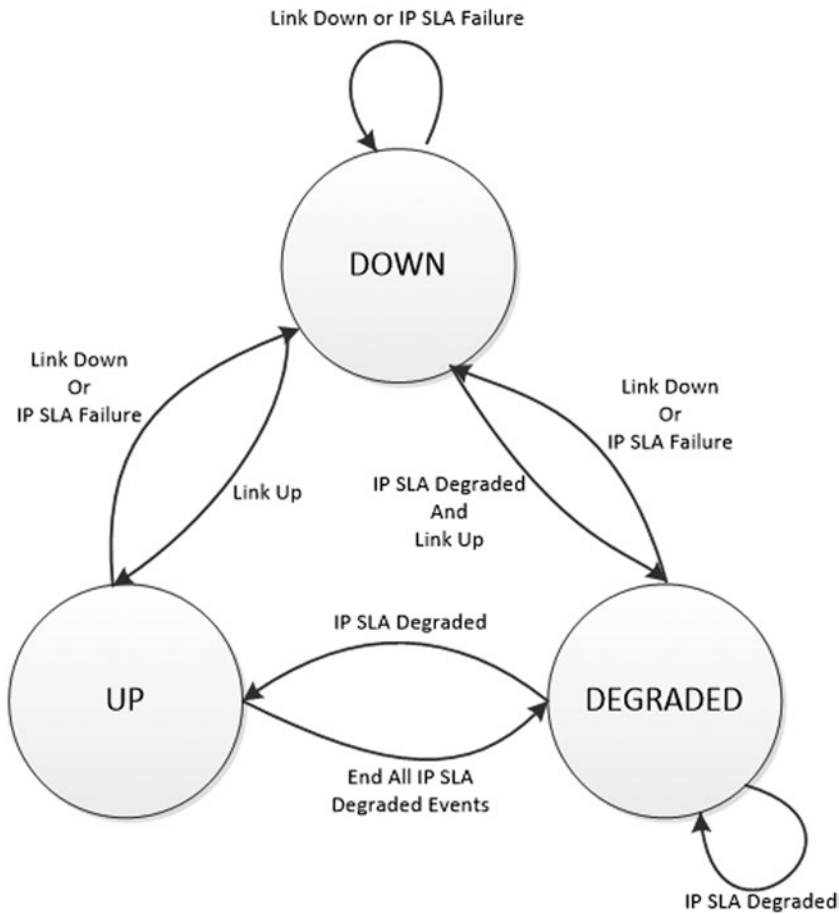 Link Down or IP SLA Failure
DOWN
Link Down
Or
IP SLA Failure
Link Up
IP SLA Degraded
And
Link Up
Link Down
Or
IP SLA Failure
UP
IP SLA Degraded
DEGRADED
End All IP SLA
Degraded Events
IP SLA Degraded